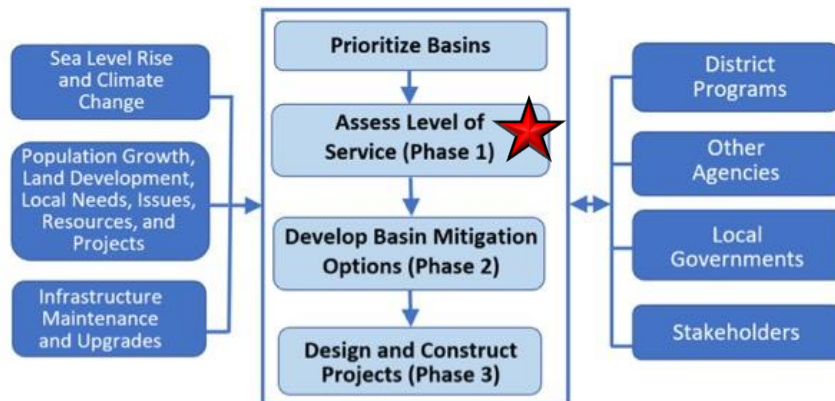 Sea Level Rise
and Climate
Change
Population Growth,
Land Development,
Local Needs, Issues,
Resources, and
Projects
Infrastructure
Maintenance
and Upgrades
Prioritize Basins
Assess Level of
Service (Phase 1)
Develop Basin Mitigation
Options (Phase 2)
Design and Construct
Projects (Phase 3)
District
Programs
Other
Agencies
Local
Governments
Stakeholders